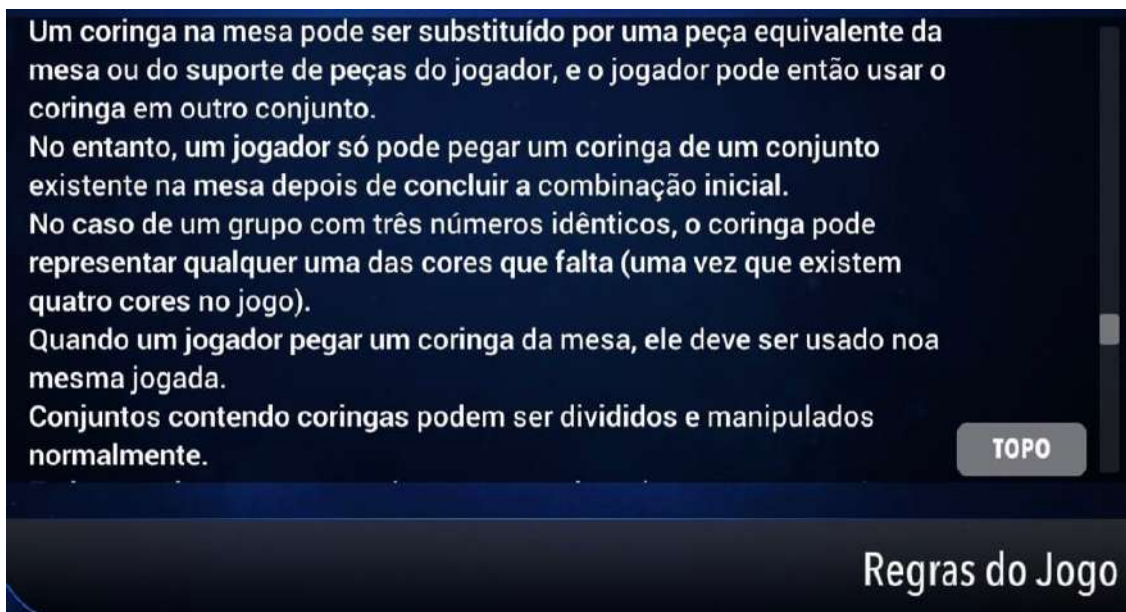 Um coringa na mesa pode ser substituído por uma peça equivalente da
mesa ou do suporte de peças do jogador, e o jogador pode então usar o
coringa em outro conjunto.
No entanto, um jogador só pode pegar um coringa de um conjunto
existente na mesa depois de concluir a combinação inicial.
No caso de um grupo com três números idênticos, o coringa pode
representar qualquer uma das cores que falta (uma vez que existem
quatro cores no jogo).
Quando um jogador pegar um coringa da mesa, ele deve ser usado noa
mesma jogada.
Conjuntos contendo coringas podem ser divididos e manipulados
normalmente.
TOPO
Regras do Jogo